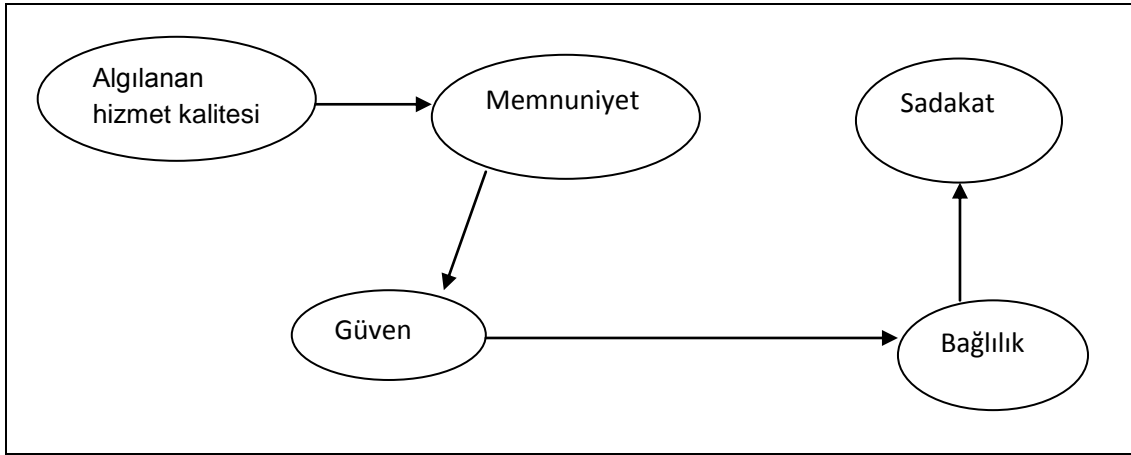 Algılanan
hizmet kalitesi
Memnuniyet
Sadakat
Güven
Bağlılık